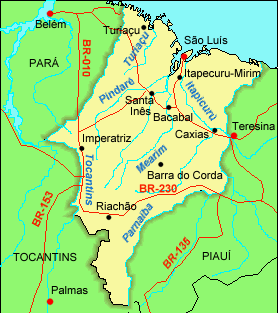 Belém
Turiaçu
Turiaçu
São Luís
PARÁ
BR-010
Itapecuru-Mirim
Pindaré
Santa
Inês
Itapicuru
Bacabal
Caxias
Teresina
Imperatriz
Mearim
Tocantins
Barra do Corda
BR-230
BR-153
Riachão
Parnaíba
BR-135
TOCANTINS
PIAUÍ
Palmas